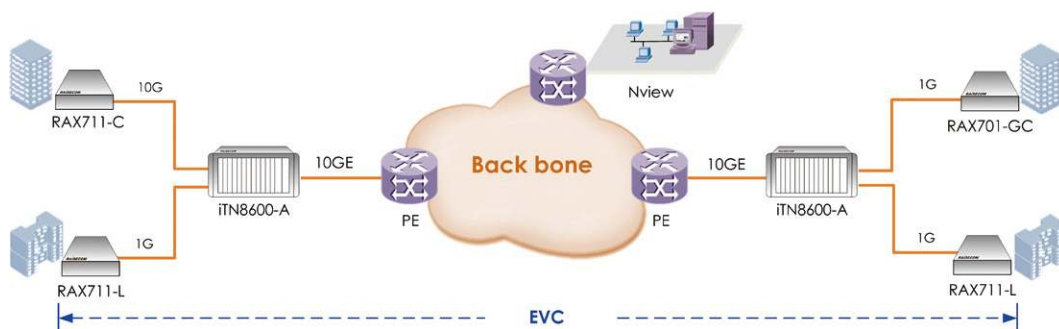 Nview
10G
RAX711-C
iTN8600-A
10GE
PE
Back bone
PE
10GE
iTN8600-A
1G
RAX701-GC
1G
RAX711-L
1G
RAX711-L
EVC